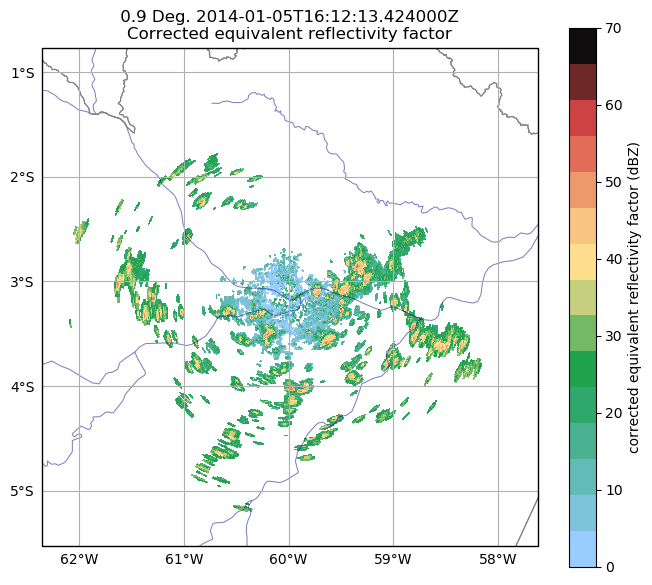 0.9 Deg. 2014-01-05T16:12:13.424000Z
Corrected equivalent reflectivity factor
1°S
2°S
3°S
4°S
5°S
62°W
61°W
60°W
59°W
58°W
70
60
50
40
30
20
10
0
corrected equivalent reflectivity factor (dBZ)